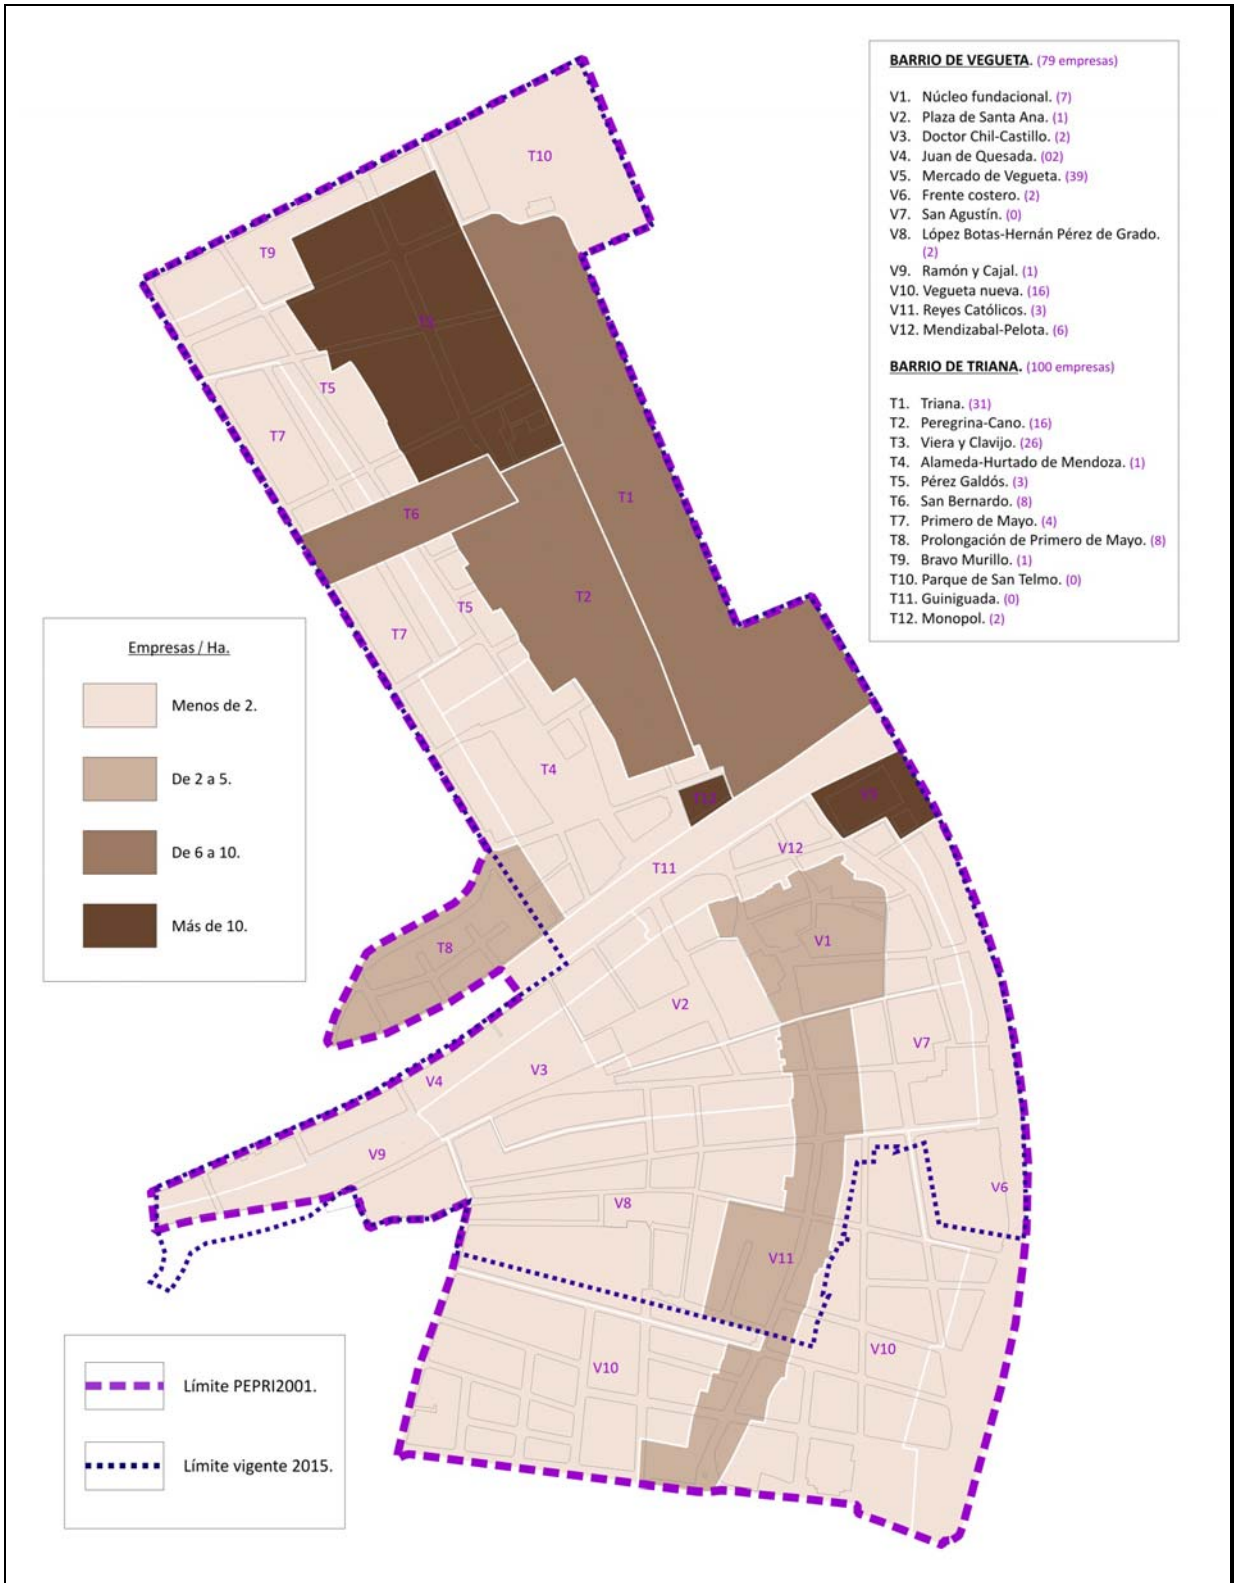 BARRIO DE VEGUETA. (79 empresas)
V1. Núcleo fundacional. (7)
V2. Plaza de Santa Ana. (1)
V3. Doctor Chil-Castillo. (2)
V4. Juan de Quesada. (02)
V5. Mercado de Vegueta. (39)
V6. Frente costero. (2)
V7. San Agustín. (0)
V8. López Botas-Hernán Pérez de Grado.
(2)
V9. Ramón y Cajal. (1)
V10. Vegueta nueva. (16)
V11. Reyes Católicos. (3)
V12. Mendizabal-Pelota. (6)
BARRIO DE TRIANA. (100 empresas)
T1. Triana. (31)
T2. Peregrina-Cano. (16)
T3. Viera y Clavijo. (26)
T4. Alameda-Hurtado de Mendoza. (1)
T5. Pérez Galdós. (3)
T6. San Bernardo. (8)
T7. Primero de Mayo. (4)
T8. Prolongación de Primero de Mayo. (8)
T9. Bravo Murillo. (1)
T10. Parque de San Telmo. (0)
T11. Guiniguada. (0)
T12. Monopol. (2)
T10
T9
T3
T5
T7
T1
T6
T2
T5
T7
T4
T12
V5
V12
T11
V1
T8
V2
V7
V3
V4
V9
V6
V8
V11
V10
V10
Empresas / Ha.
Menos de 2.
De 2 a 5.
De 6 a 10.
Más de 10.
Límite PEPRI2001.
Límite vigente 2015.